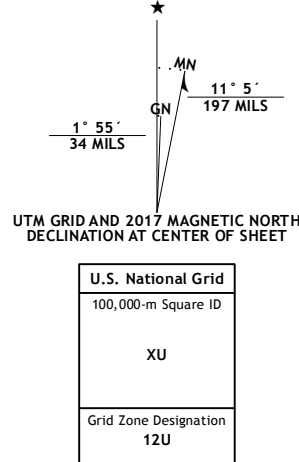 ★
MN
GN
11° 5´
197 MILS
1° 55´
34 MILS
UTM GRID AND 2017 MAGNETIC NORTH
DECLINATION AT CENTER OF SHEET
U.S. National Grid
100,000-m Square ID
XU
Grid Zone Designation
12U